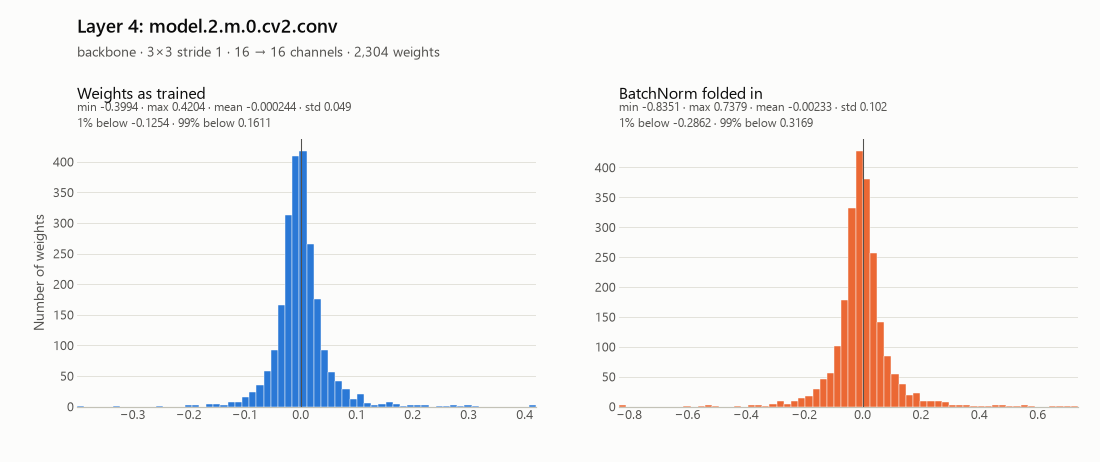 Layer 4: model.2.m.0.cv2.conv
backbone · 3×3 stride 1 · 16 → 16 channels · 2,304 weights
Weights as trained
min -0.3994 · max 0.4204 · mean -0.000244 · std 0.049
1% below -0.1254 · 99% below 0.1611
Number of weights
400
350
300
250
200
150
100
50
0
−0.3 −0.2 −0.1 0.0 0.1 0.2 0.3 0.4
BatchNorm folded in
min -0.8351 · max 0.7379 · mean -0.00233 · std 0.102
1% below -0.2862 · 99% below 0.3169
400
350
300
250
200
150
100
50
0
−0.8 −0.6 −0.4 −0.2 0.0 0.2 0.4 0.6